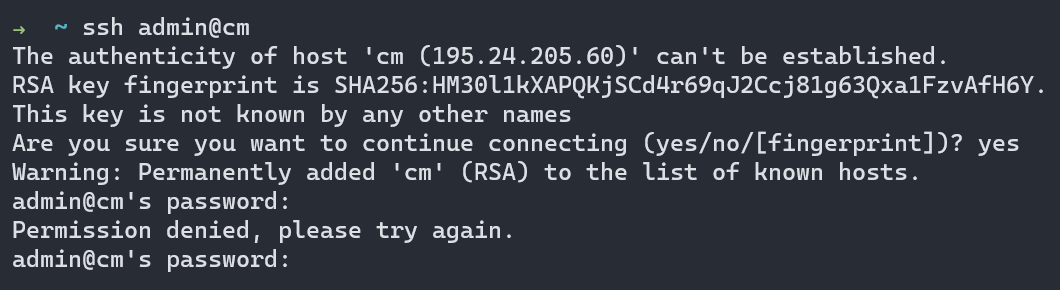 →  ~ ssh admin@cm
The authenticity of host 'cm (195.24.205.60)' can't be established.
RSA key fingerprint is SHA256:HM30l1kXAPQKjSCd4r69qJ2Ccj81g63Qxa1FzvAfH6Y.
This key is not known by any other names
Are you sure you want to continue connecting (yes/no/[fingerprint])? yes
Warning: Permanently added 'cm' (RSA) to the list of known hosts.
admin@cm's password:
Permission denied, please try again.
admin@cm's password: